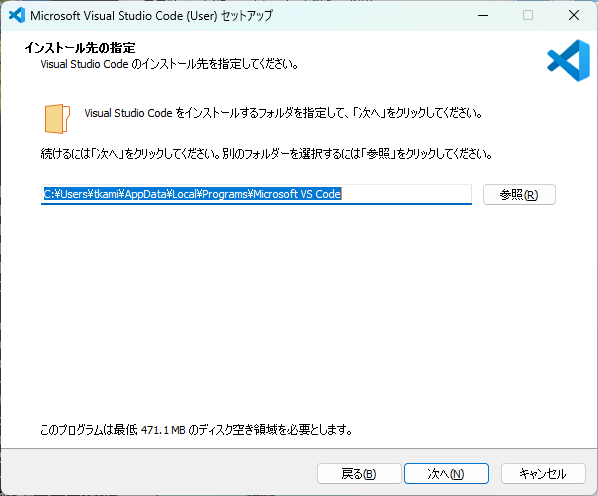 Microsoft Visual Studio Code (User) セットアップ
インストール先の指定
Visual Studio Code のインストール先を指定してください。
Visual Studio Code をインストールするフォルダを指定して、「次へ」をクリックしてください。
続けるには「次へ」をクリックしてください。別のフォルダーを選択するには「参照」をクリックしてください。
C:¥Users¥tkami¥AppData¥Local¥Programs¥Microsoft VS Code
参照(R)
このプログラムは最低 471.1 MB のディスク空き領域を必要とします。
戻る(B)
次へ(N)
キャンセル